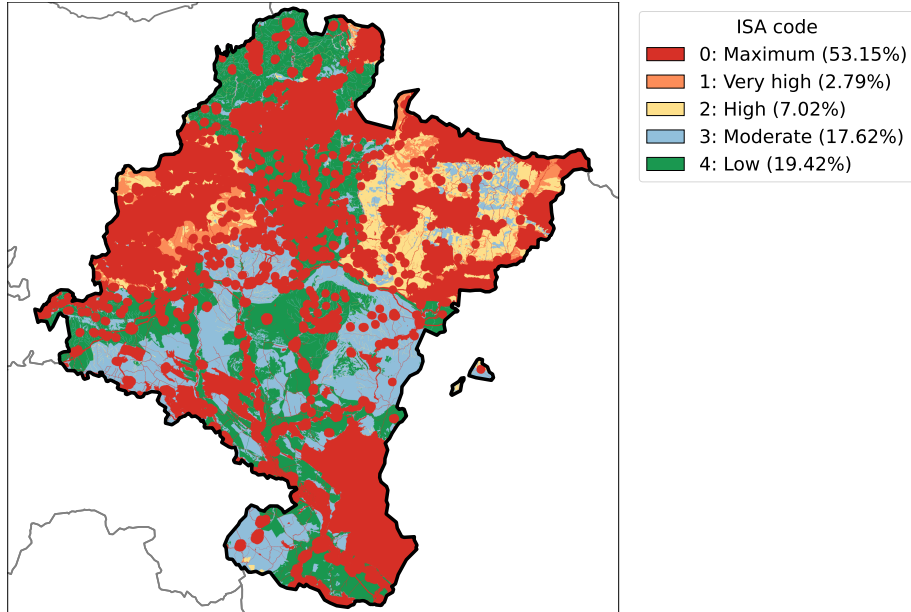 ISA code
0: Maximum (53.15%)
1: Very high (2.79%)
2: High (7.02%)
3: Moderate (17.62%)
4: Low (19.42%)